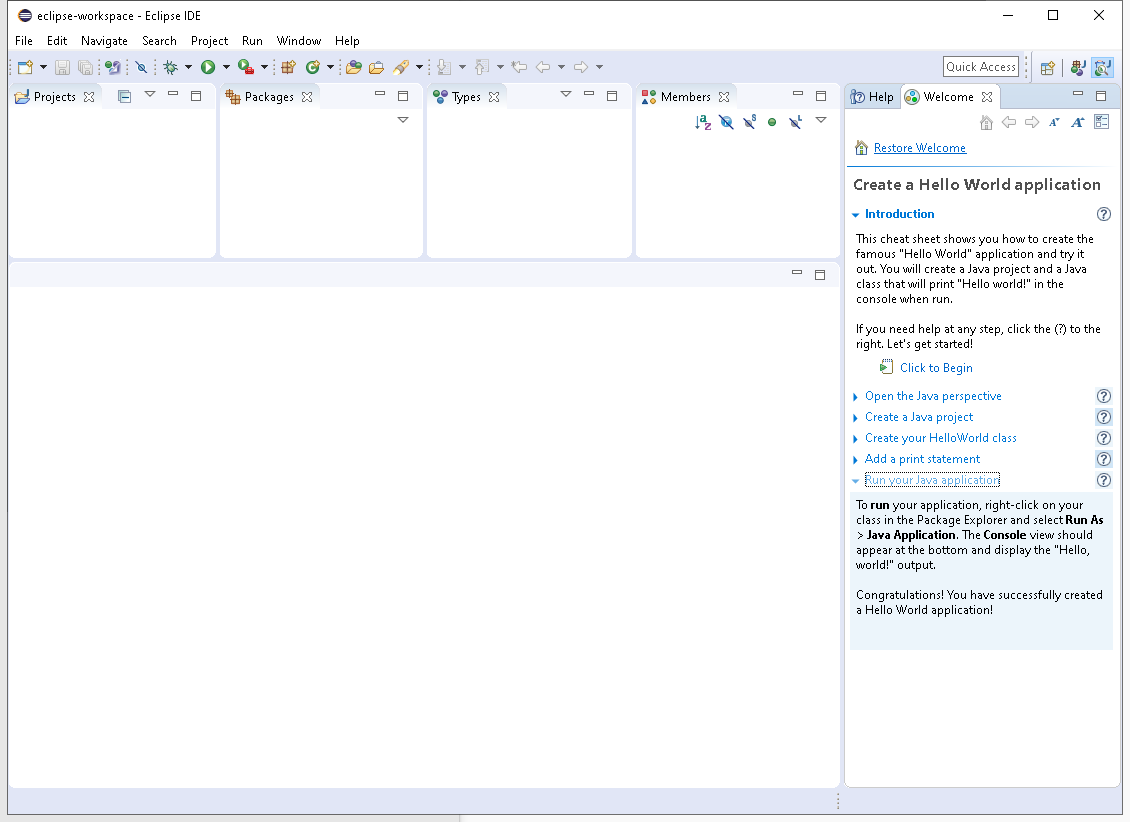 eclipse-workspace - Eclipse IDE
File Edit Navigate Search Project Run Window Help
Quick Access
Projects
Packages
Types
Members
Help
Welcome
Restore Welcome
Create a Hello World application
Introduction
This cheat sheet shows you how to create the
famous "Hello World" application and try it
out. You will create a Java project and a Java
class that will print "Hello world!" in the
console when run.
If you need help at any step, click the (?) to the
right. Let's get started!
Click to Begin
Open the Java perspective
Create a Java project
Create your HelloWorld class
Add a print statement
Run your Java application
To run your application, right-click on your
class in the Package Explorer and select Run As
> Java Application. The Console view should
appear at the bottom and display the "Hello,
world!" output.
Congratulations! You have successfully created
a Hello World application!